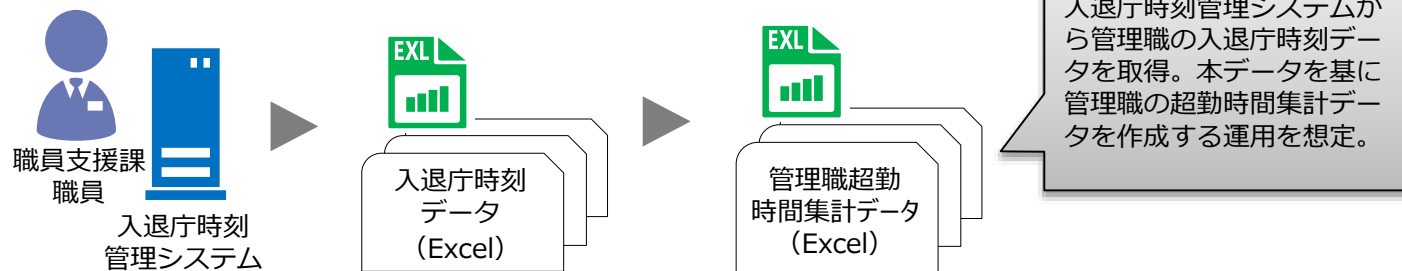 職員支援課
職員
入退庁時刻
管理システム
EXL
入退庁時刻
データ
（Excel）
EXL
管理職超勤
時間集計データ
（Excel）
入退庁時刻管理システムか
ら管理職の入退庁時刻デー
タを取得。本データを基に
管理職の超勤時間集計デー
タを作成する運用を想定。